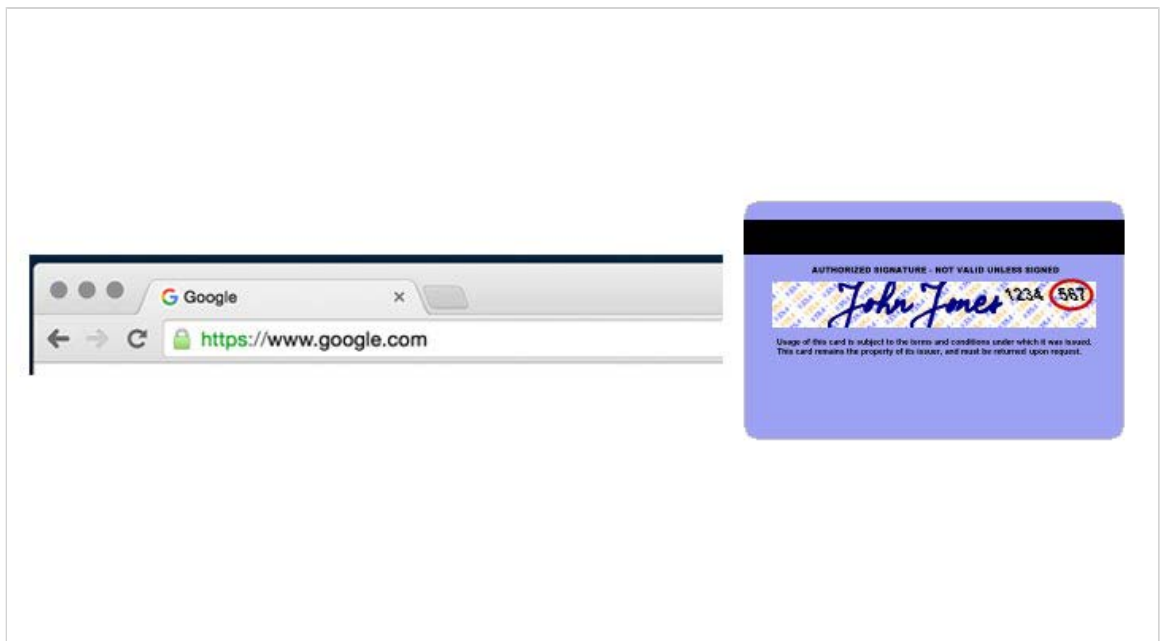 Google
https://www.google.com
AUTHORIZED SIGNATURE - NOT VALID UNLESS SIGNED
John Jones 1234 567
Usage of this card is subject to the terms and conditions under which it was issued.
This card remains the property of its issuer, and must be returned upon request.